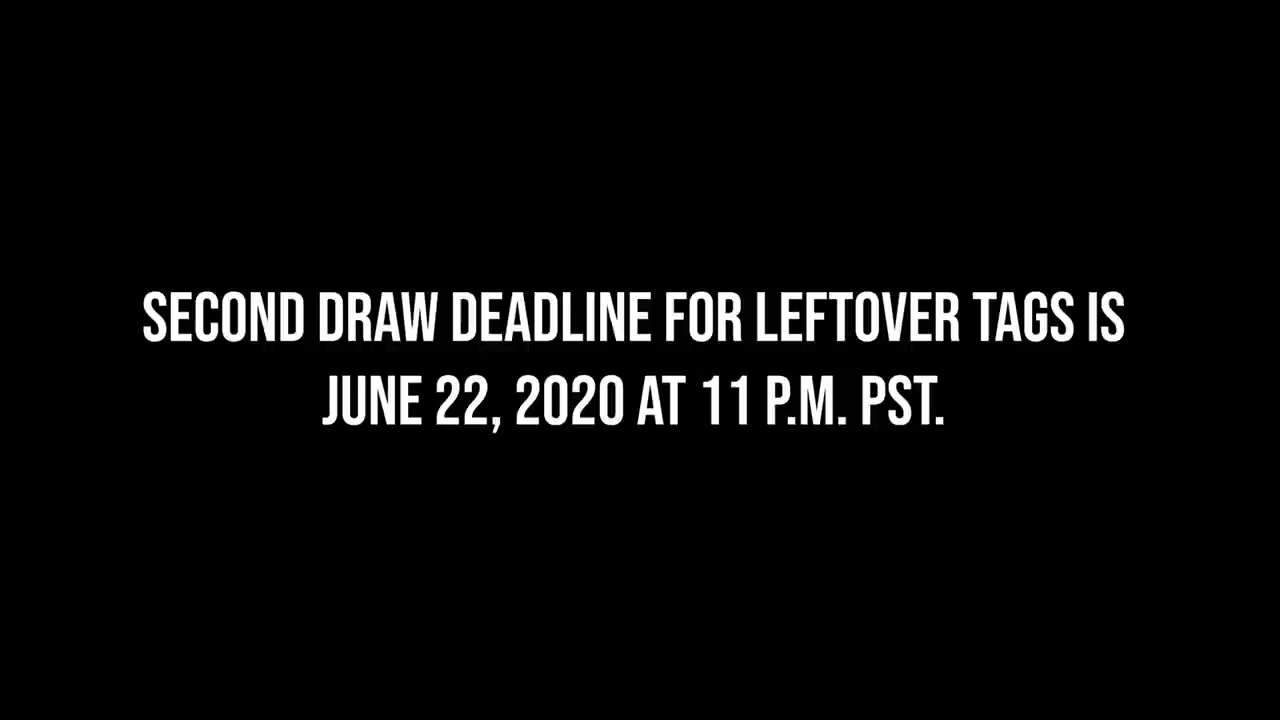 SECOND DRAW DEADLINE FOR LEFTOVER TAGS IS
JUNE 22, 2020 AT 11 P.M. PST.